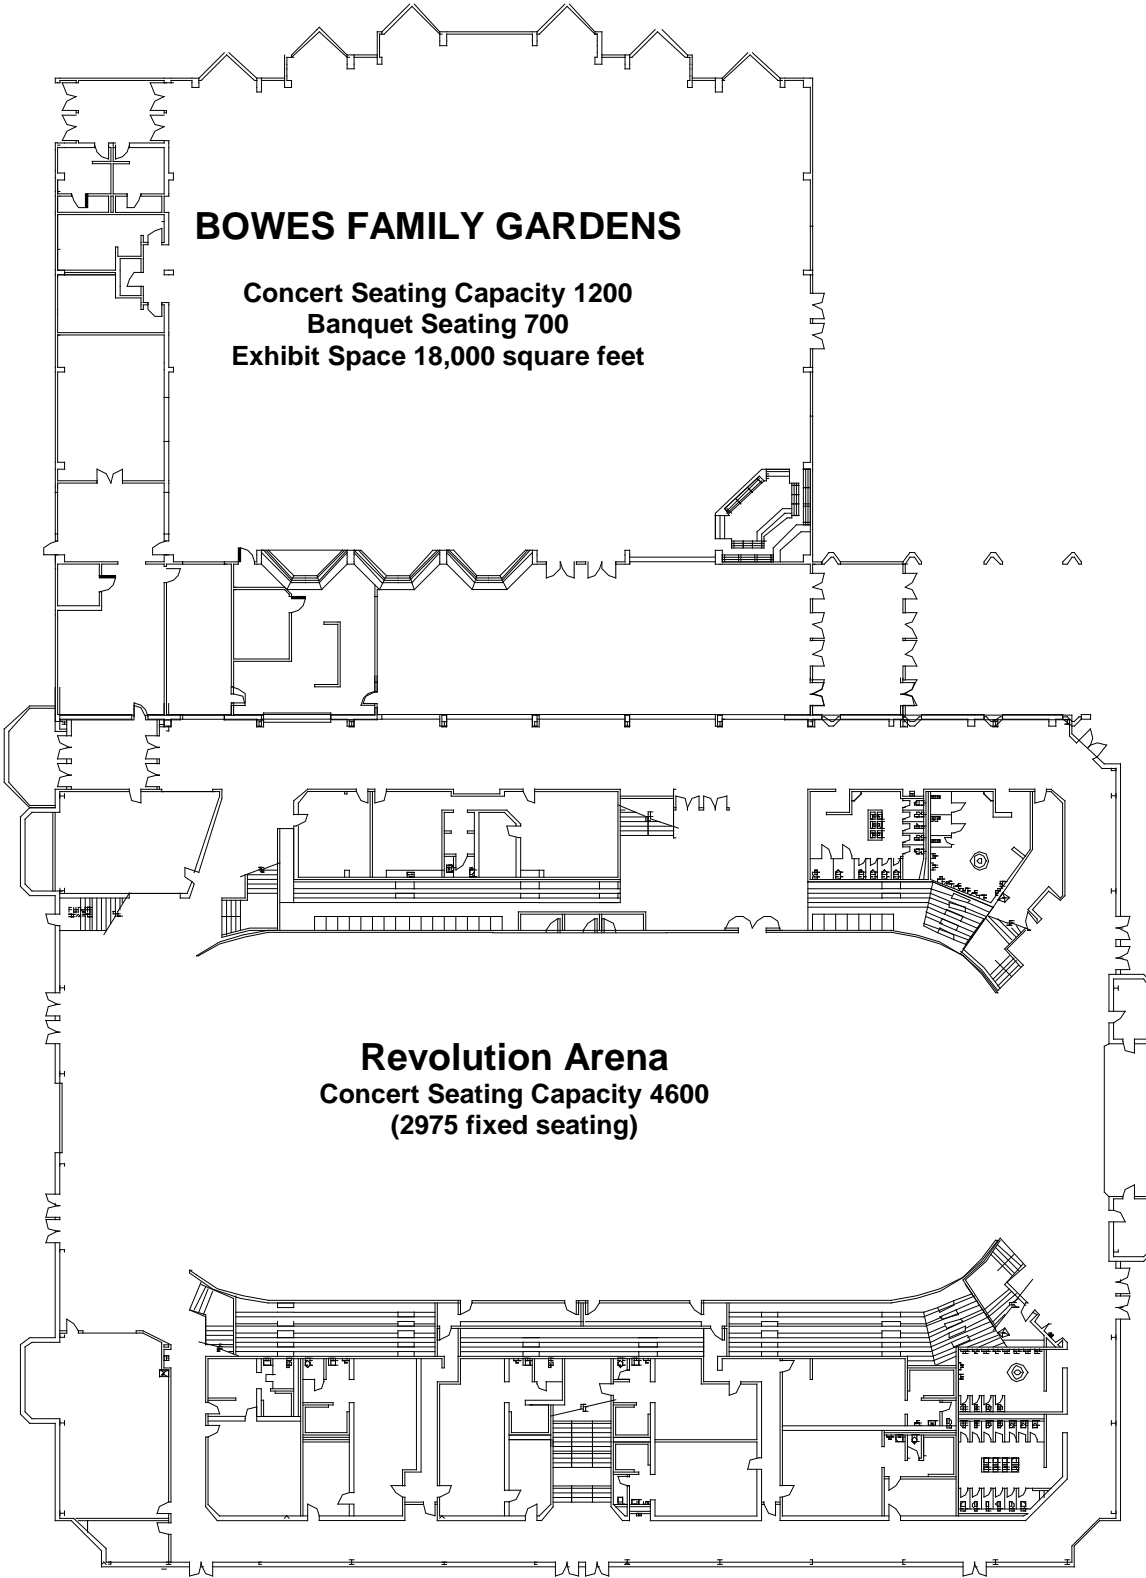 BOWES FAMILY GARDENS
Concert Seating Capacity 1200
Banquet Seating 700
Exhibit Space 18,000 square feet
Revolution Arena
Concert Seating Capacity 4600
(2975 fixed seating)